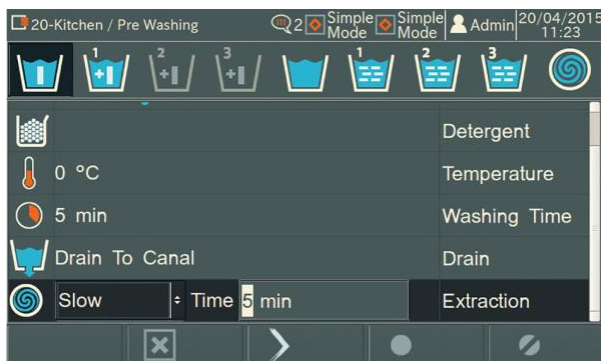 20-Kitchen / Pre Washing 2 Simple Mode Simple Mode Admin 20/04/2015 11:23
1 2 3 1 2 3
Detergent
0 °C Temperature
5 min Washing Time
Drain To Canal Drain
Slow Time 5 min Extraction